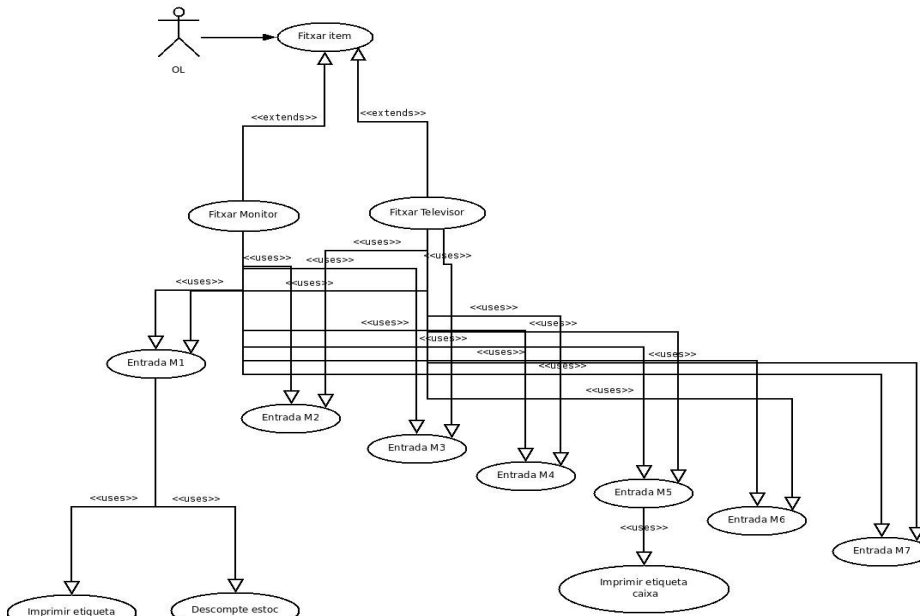 Fitxar item
OL
<<extends>>
<<extends>>
Fitxar Monitor
Fitxar Televisor
<<uses>>
<<uses>>
<<uses>>
<<uses>>
<<uses>>
<<uses>>
<<uses>>
<<uses>>
<<uses>>
<<uses>>
<<uses>>
<<uses>>
<<uses>>
<<uses>>
Entrada M1
Entrada M2
Entrada M3
Entrada M4
Entrada M5
Entrada M6
Entrada M7
<<uses>>
<<uses>>
<<uses>>
Imprimir etiqueta
Descompte estoc
Imprimir etiqueta
caixa